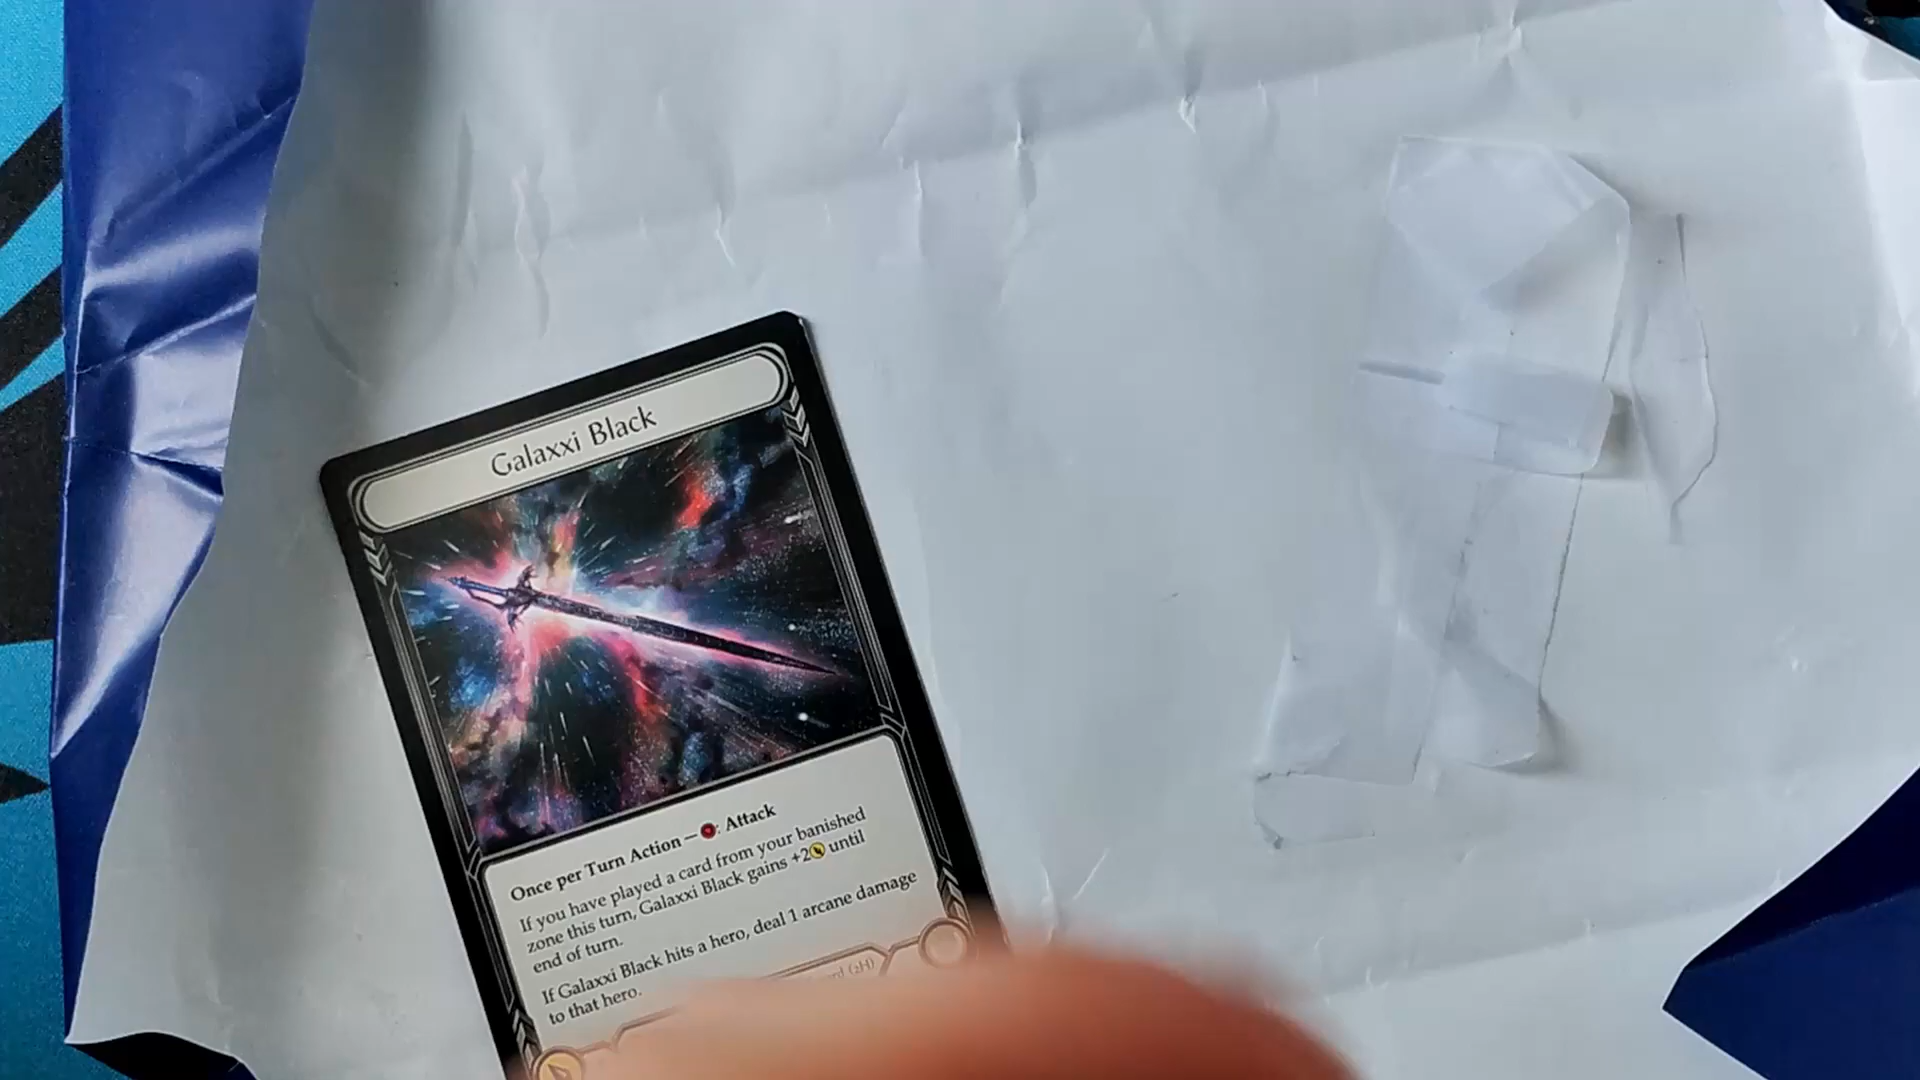 Galaxxi Black
Once per Turn Action — : Attack
If you have played a card from your banished
zone this turn, Galaxxi Black gains +2 until
end of turn.
If Galaxxi Black hits a hero, deal 1 arcane damage
to that hero.
(2H)